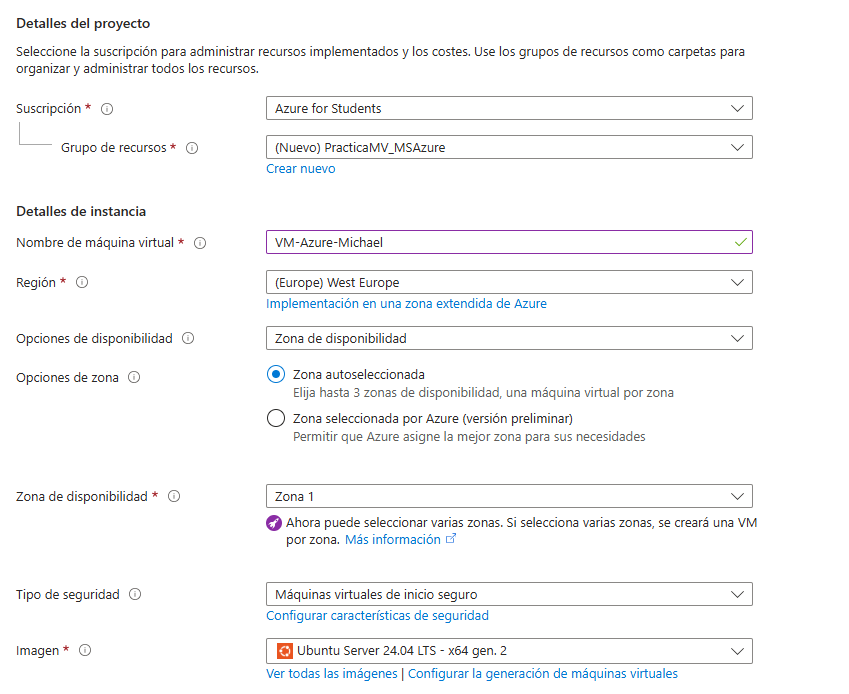 Detalles del proyecto
Seleccione la suscripción para administrar recursos implementados y los costes. Use los grupos de recursos como carpetas para
organizar y administrar todos los recursos.
Suscripción * Azure for Students
Grupo de recursos * (Nuevo) PracticaMV_MSAzure
Crear nuevo
Detalles de instancia
Nombre de máquina virtual * VM-Azure-Michael
Región * (Europe) West Europe
Implementación en una zona extendida de Azure
Opciones de disponibilidad Zona de disponibilidad
Opciones de zona Zona autoseleccionada
Elija hasta 3 zonas de disponibilidad, una máquina virtual por zona
Zona seleccionada por Azure (versión preliminar)
Permitir que Azure asigne la mejor zona para sus necesidades
Zona de disponibilidad * Zona 1
Ahora puede seleccionar varias zonas. Si selecciona varias zonas, se creará una VM
por zona. Más información
Tipo de seguridad Máquinas virtuales de inicio seguro
Configurar características de seguridad
Imagen * Ubuntu Server 24.04 LTS - x64 gen. 2
Ver todas las imágenes | Configurar la generación de máquinas virtuales